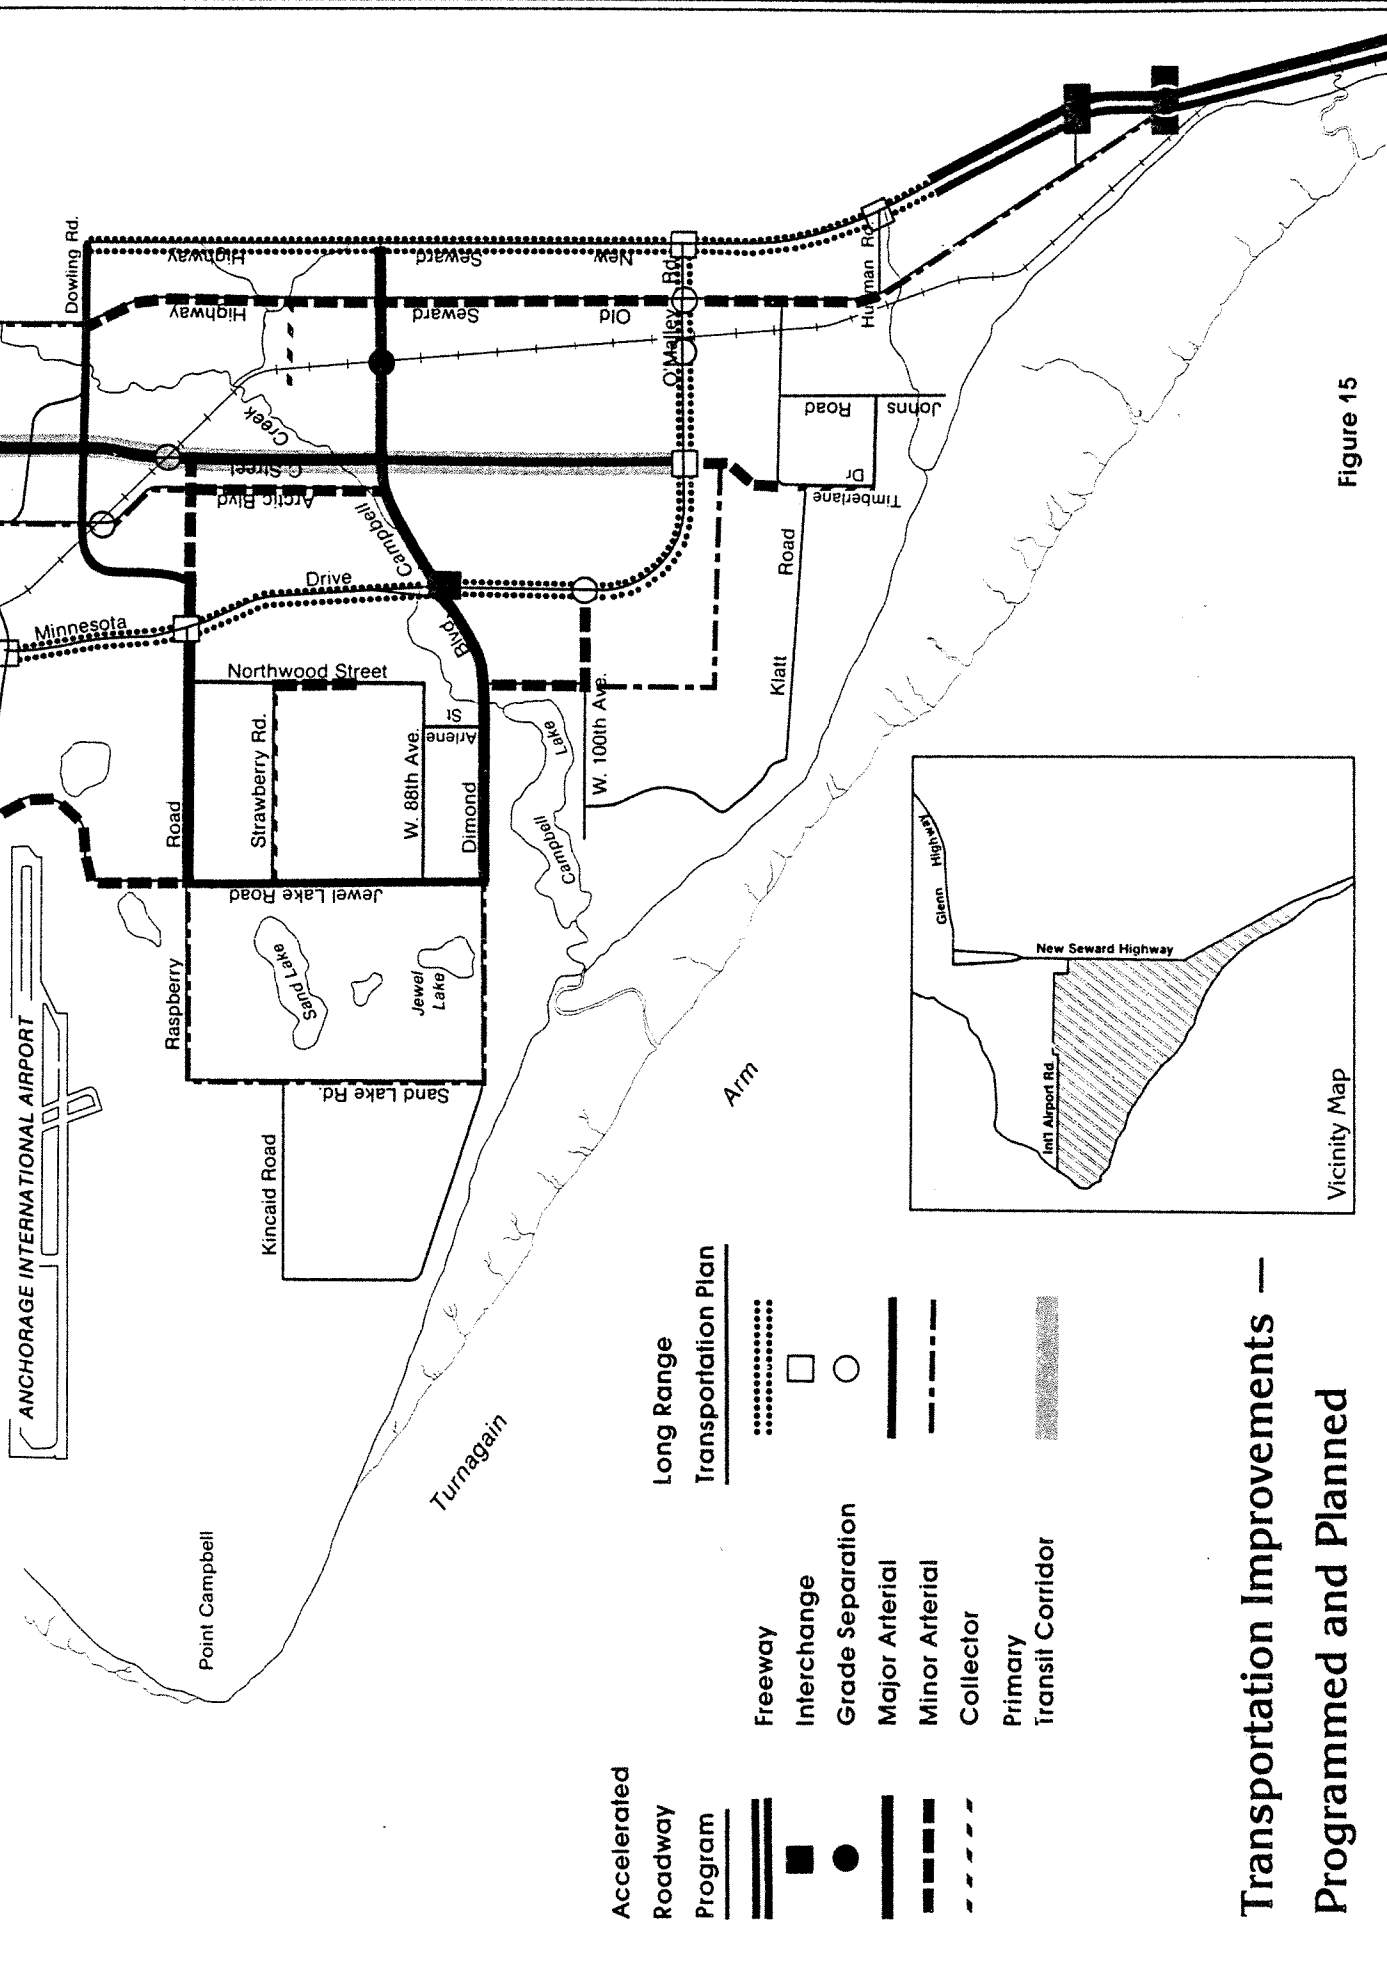 ANCHORAGE INTERNATIONAL AIRPORT
Point Campbell
Turnagain
Arm
Kincaid Road
Sand Lake Rd.
Raspberry
Road
Sand Lake
Jewel
Lake
Jewel Lake Road
Strawberry Rd.
W. 88th Ave.
Arlene
St
Dimond
Blvd.
Northwood Street
Campbell
Lake
W. 100th Ave.
Minnesota
Drive
Klatt
Road
Campbell
Creek
Arctic Blvd
C Street
Timberlane
Dr
Johns
Road
O'Malley Rd
Huffman Rd
Dowling Rd.
Old
Seward
Highway
New
Seward
Highway
Accelerated
Roadway
Program
Long Range
Transportation Plan
Freeway
Interchange
Grade Separation
Major Arterial
Minor Arterial
Collector
Primary
Transit Corridor
Glenn Highway
New Seward Highway
Int'l Airport Rd.
Vicinity Map
Transportation Improvements —
Programmed and Planned
Figure 15